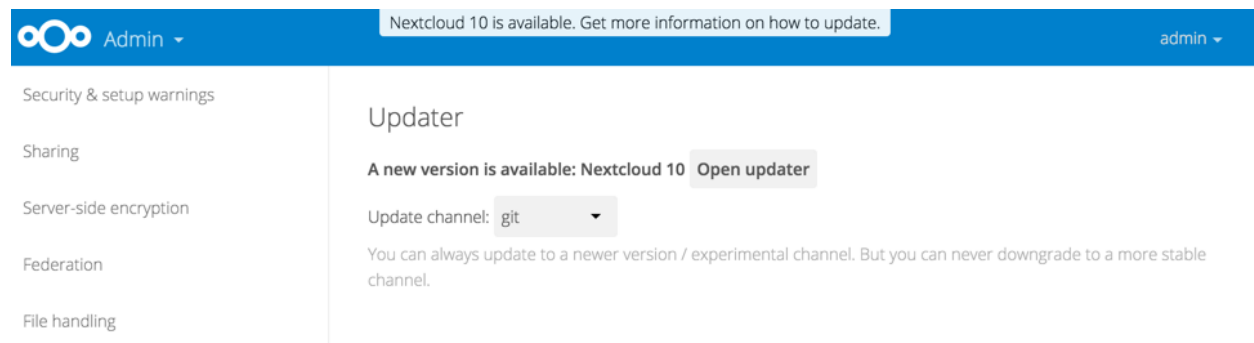 Nextcloud 10 is available. Get more information on how to update.
Admin
admin
Security & setup warnings
Sharing
Server-side encryption
Federation
File handling
Updater
A new version is available: Nextcloud 10 Open updater
Update channel: git
You can always update to a newer version / experimental channel. But you can never downgrade to a more stable
channel.